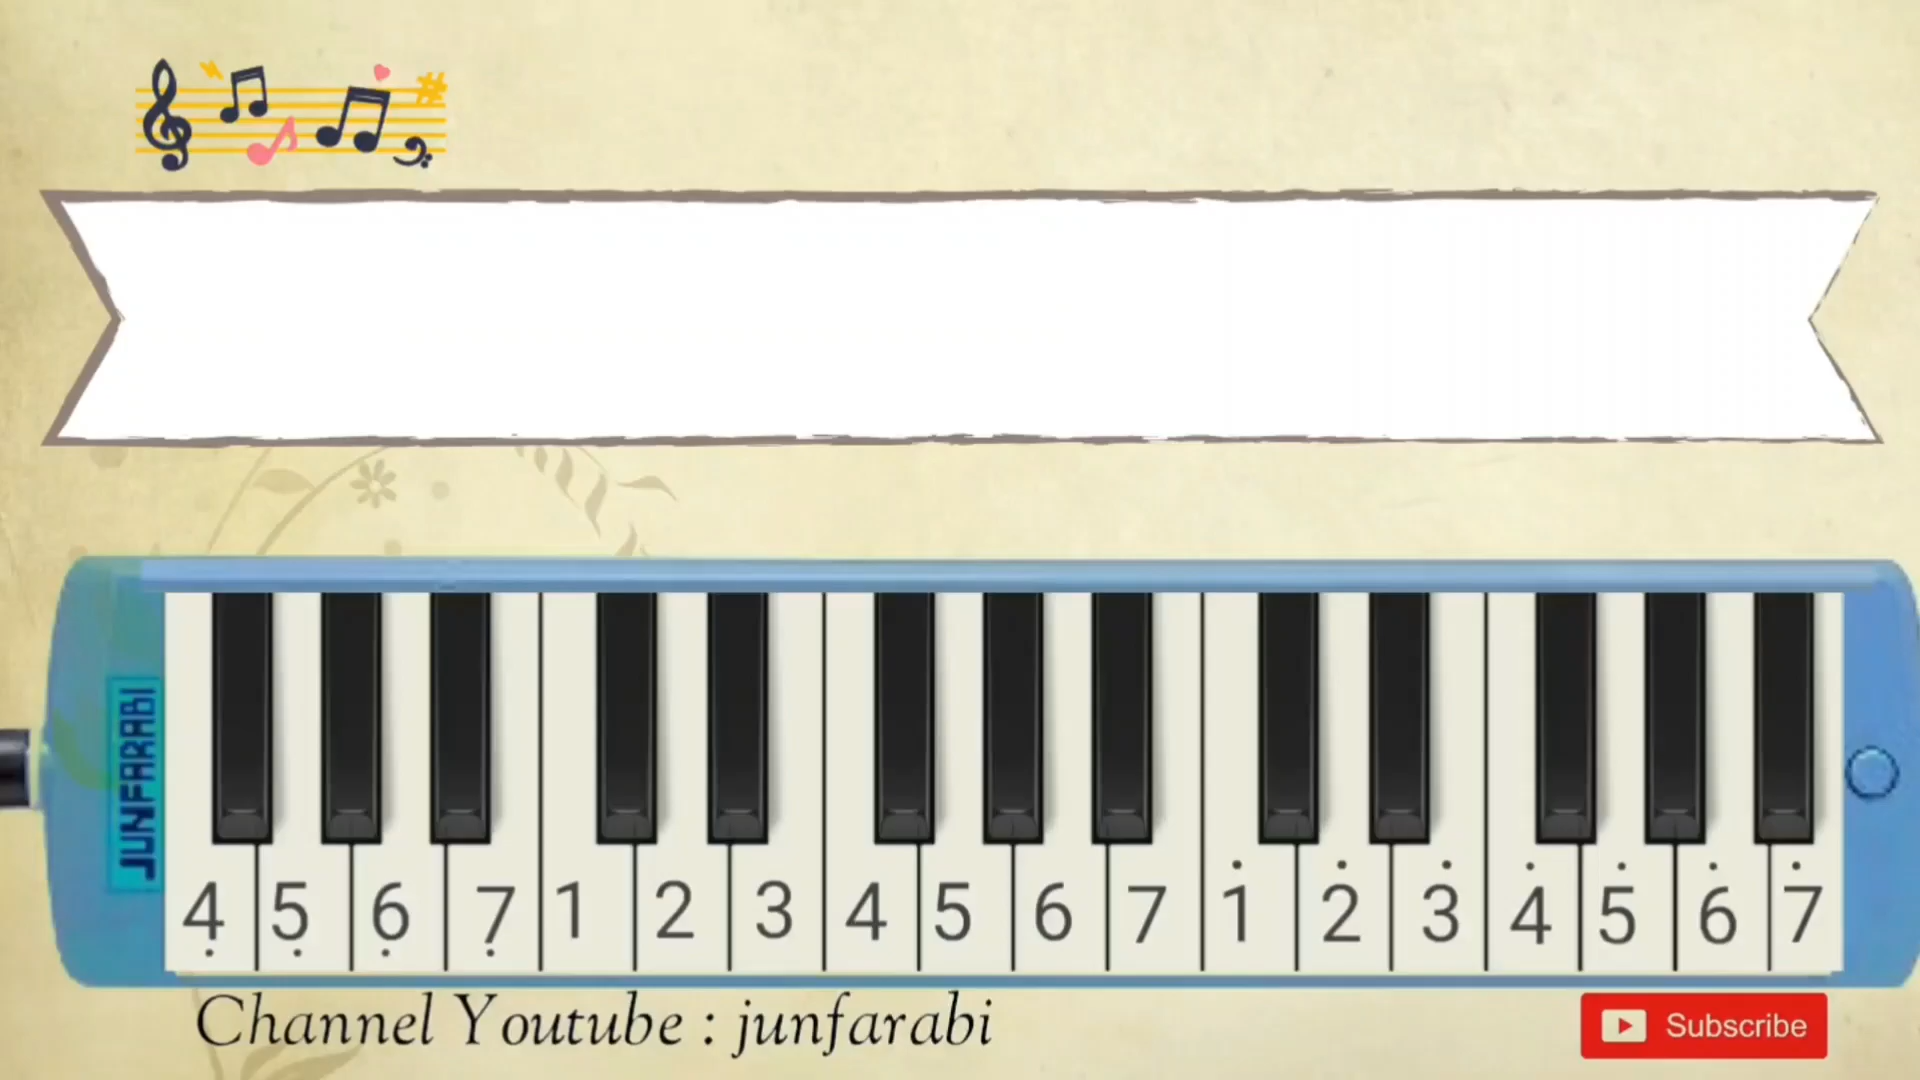 JUNFARABI
4̣ 5̣ 6̣ 7̣ 1 2 3 4 5 6 7 1̇ 2̇ 3̇ 4̇ 5̇ 6̇ 7̇
Channel Youtube : junfarabi
Subscribe